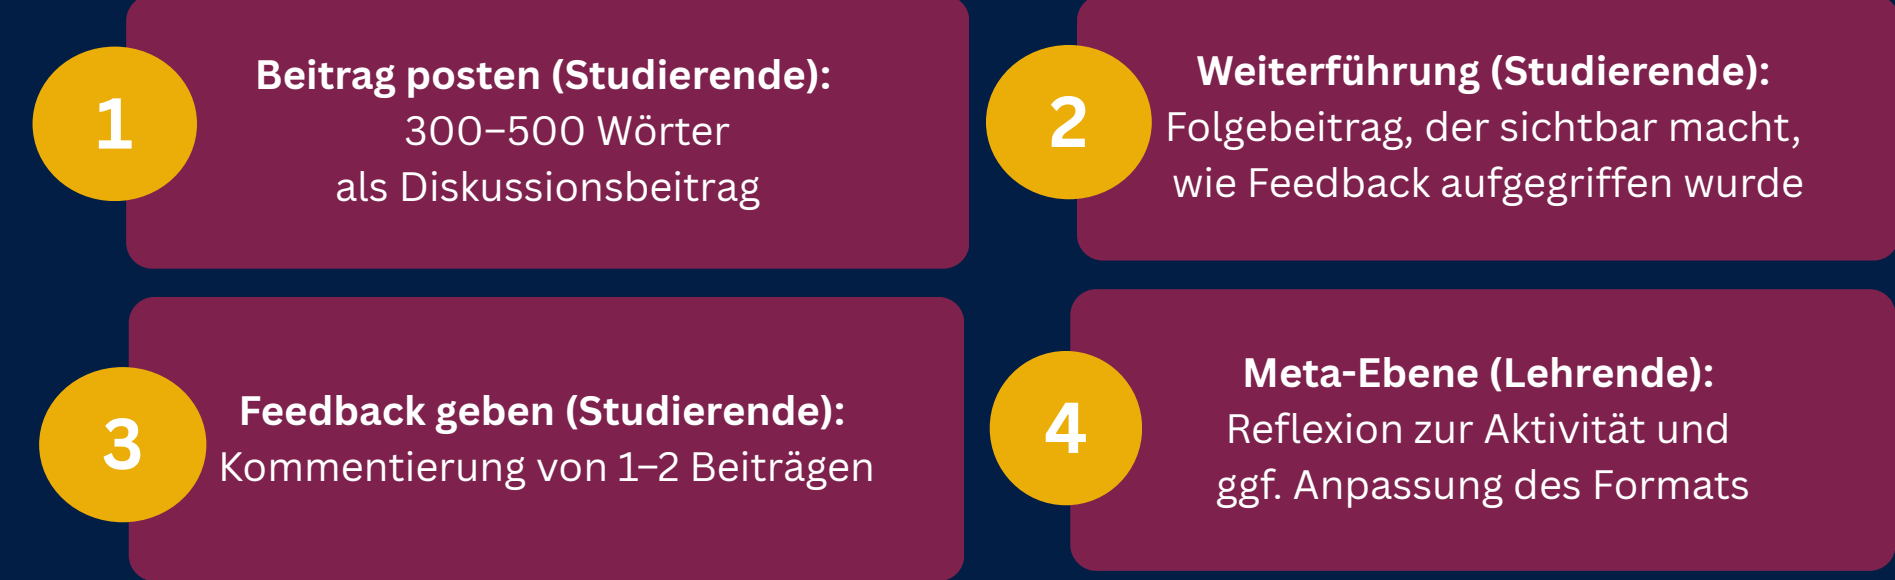 1
Beitrag posten (Studierende):
300–500 Wörter
als Diskussionsbeitrag
2
Weiterführung (Studierende):
Folgebeitrag, der sichtbar macht,
wie Feedback aufgegriffen wurde
3
Feedback geben (Studierende):
Kommentierung von 1–2 Beiträgen
4
Meta-Ebene (Lehrende):
Reflexion zur Aktivität und
ggf. Anpassung des Formats